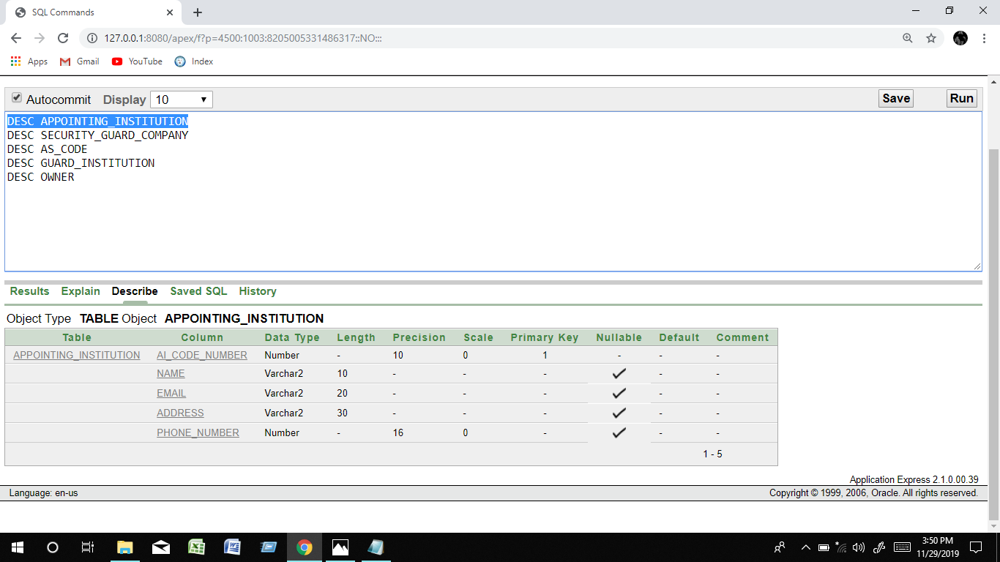 SQL Commands
127.0.0.1:8080/apex/f?p=4500:1003:8205005331486317::NO:::
Apps Gmail YouTube Index
Autocommit Display 10 Save Run
DESC APPOINTING_INSTITUTION
DESC SECURITY_GUARD_COMPANY
DESC AS_CODE
DESC GUARD_INSTITUTION
DESC OWNER
Results Explain Describe Saved SQL History
Object Type TABLE Object APPOINTING_INSTITUTION
Table Column Data Type Length Precision Scale Primary Key Nullable Default Comment
APPOINTING_INSTITUTION AI_CODE_NUMBER Number - 10 0 1 - - -
NAME Varchar2 10 - - - - -
EMAIL Varchar2 20 - - - - -
ADDRESS Varchar2 30 - - - - -
PHONE_NUMBER Number - 16 0 - - -
1 - 5
Application Express 2.1.0.00.39
Language: en-us Copyright © 1999, 2006, Oracle. All rights reserved.
3:50 PM
11/29/2019